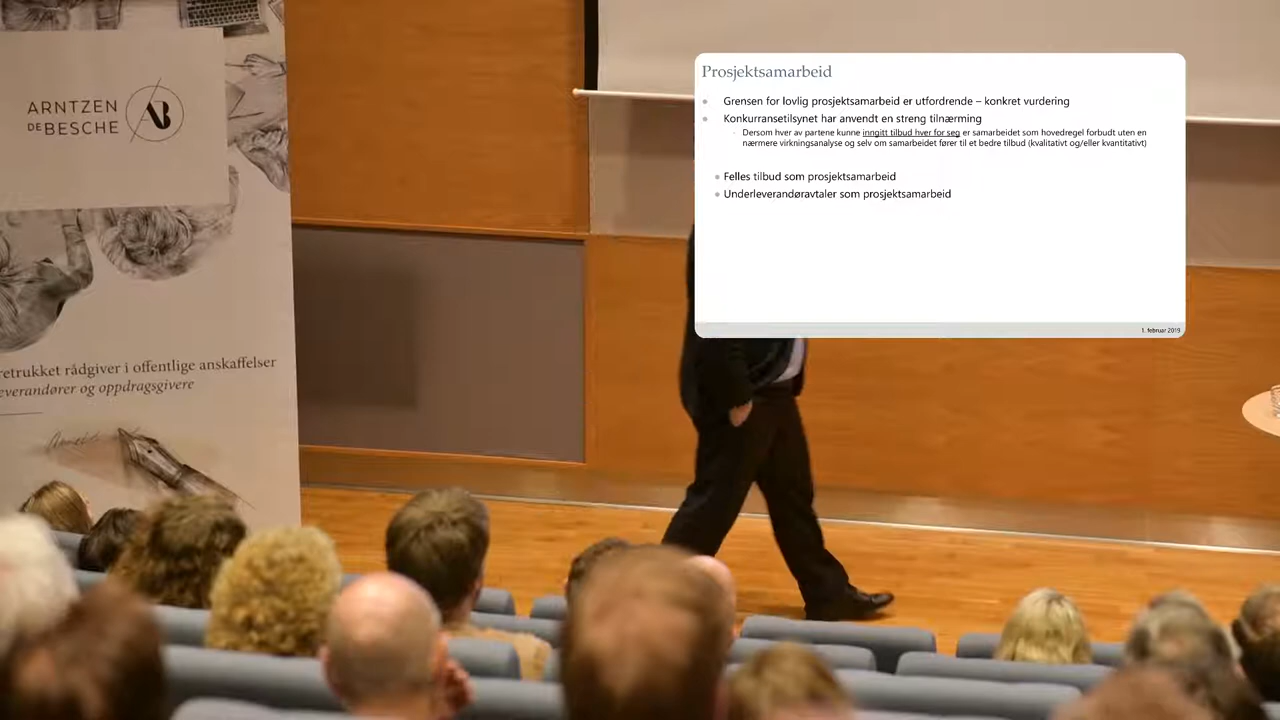 ARNTZEN
DE BESCHE
retrukket rådgiver i offentlige anskaffelser
everandører og oppdragsgivere
Prosjektsamarbeid
Grensen for lovlig prosjektsamarbeid er utfordrende – konkret vurdering
Konkurransetilsynet har anvendt en streng tilnærming
Dersom hver av partene kunne inngitt tilbud hver for seg er samarbeidet som hovedregel forbudt uten en
nærmere virkningsanalyse og selv om samarbeidet fører til et bedre tilbud (kvalitativt og/eller kvantitativt)
Felles tilbud som prosjektsamarbeid
Underleverandøravtaler som prosjektsamarbeid
1. februar 2019